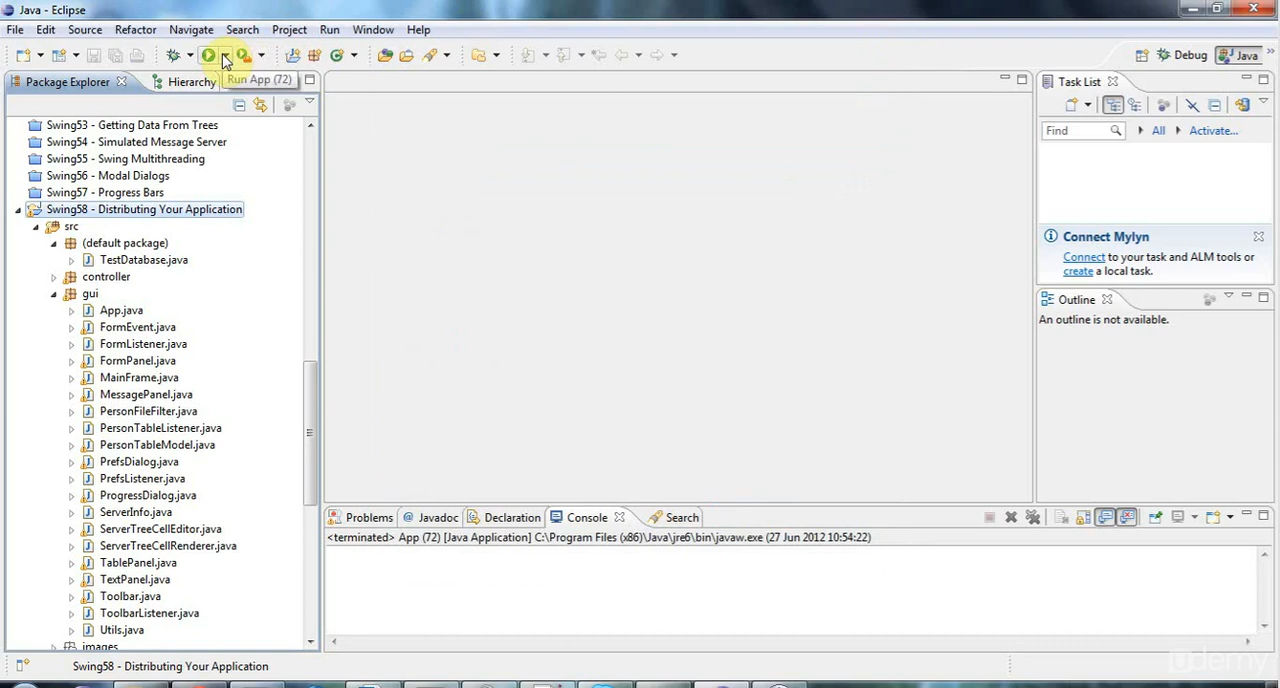 Java - Eclipse
File Edit Source Refactor Navigate Search Project Run Window Help
Debug Java
Package Explorer Hierarchy Run App (72) Task List
Find All Activate...
Swing53 - Getting Data From Trees
Swing54 - Simulated Message Server
Swing55 - Swing Multithreading
Swing56 - Modal Dialogs
Swing57 - Progress Bars
Swing58 - Distributing Your Application
src
(default package)
TestDatabase.java
controller
gui
App.java
FormEvent.java
FormListener.java
FormPanel.java
MainFrame.java
MessagePanel.java
PersonFileFilter.java
PersonTableListener.java
PersonTableModel.java
PrefsDialog.java
PrefsListener.java
ProgressDialog.java
ServerInfo.java
ServerTreeCellEditor.java
ServerTreeCellRenderer.java
TablePanel.java
TextPanel.java
Toolbar.java
ToolbarListener.java
Utils.java
images
Connect Mylyn
Connect to your task and ALM tools or
create a local task.
Outline
An outline is not available.
Problems Javadoc Declaration Console Search
<terminated> App (72) [Java Application] C:\Program Files (x86)\Java\jre6\bin\javaw.exe (27 Jun 2012 10:54:22)
Swing58 - Distributing Your Application
udemy